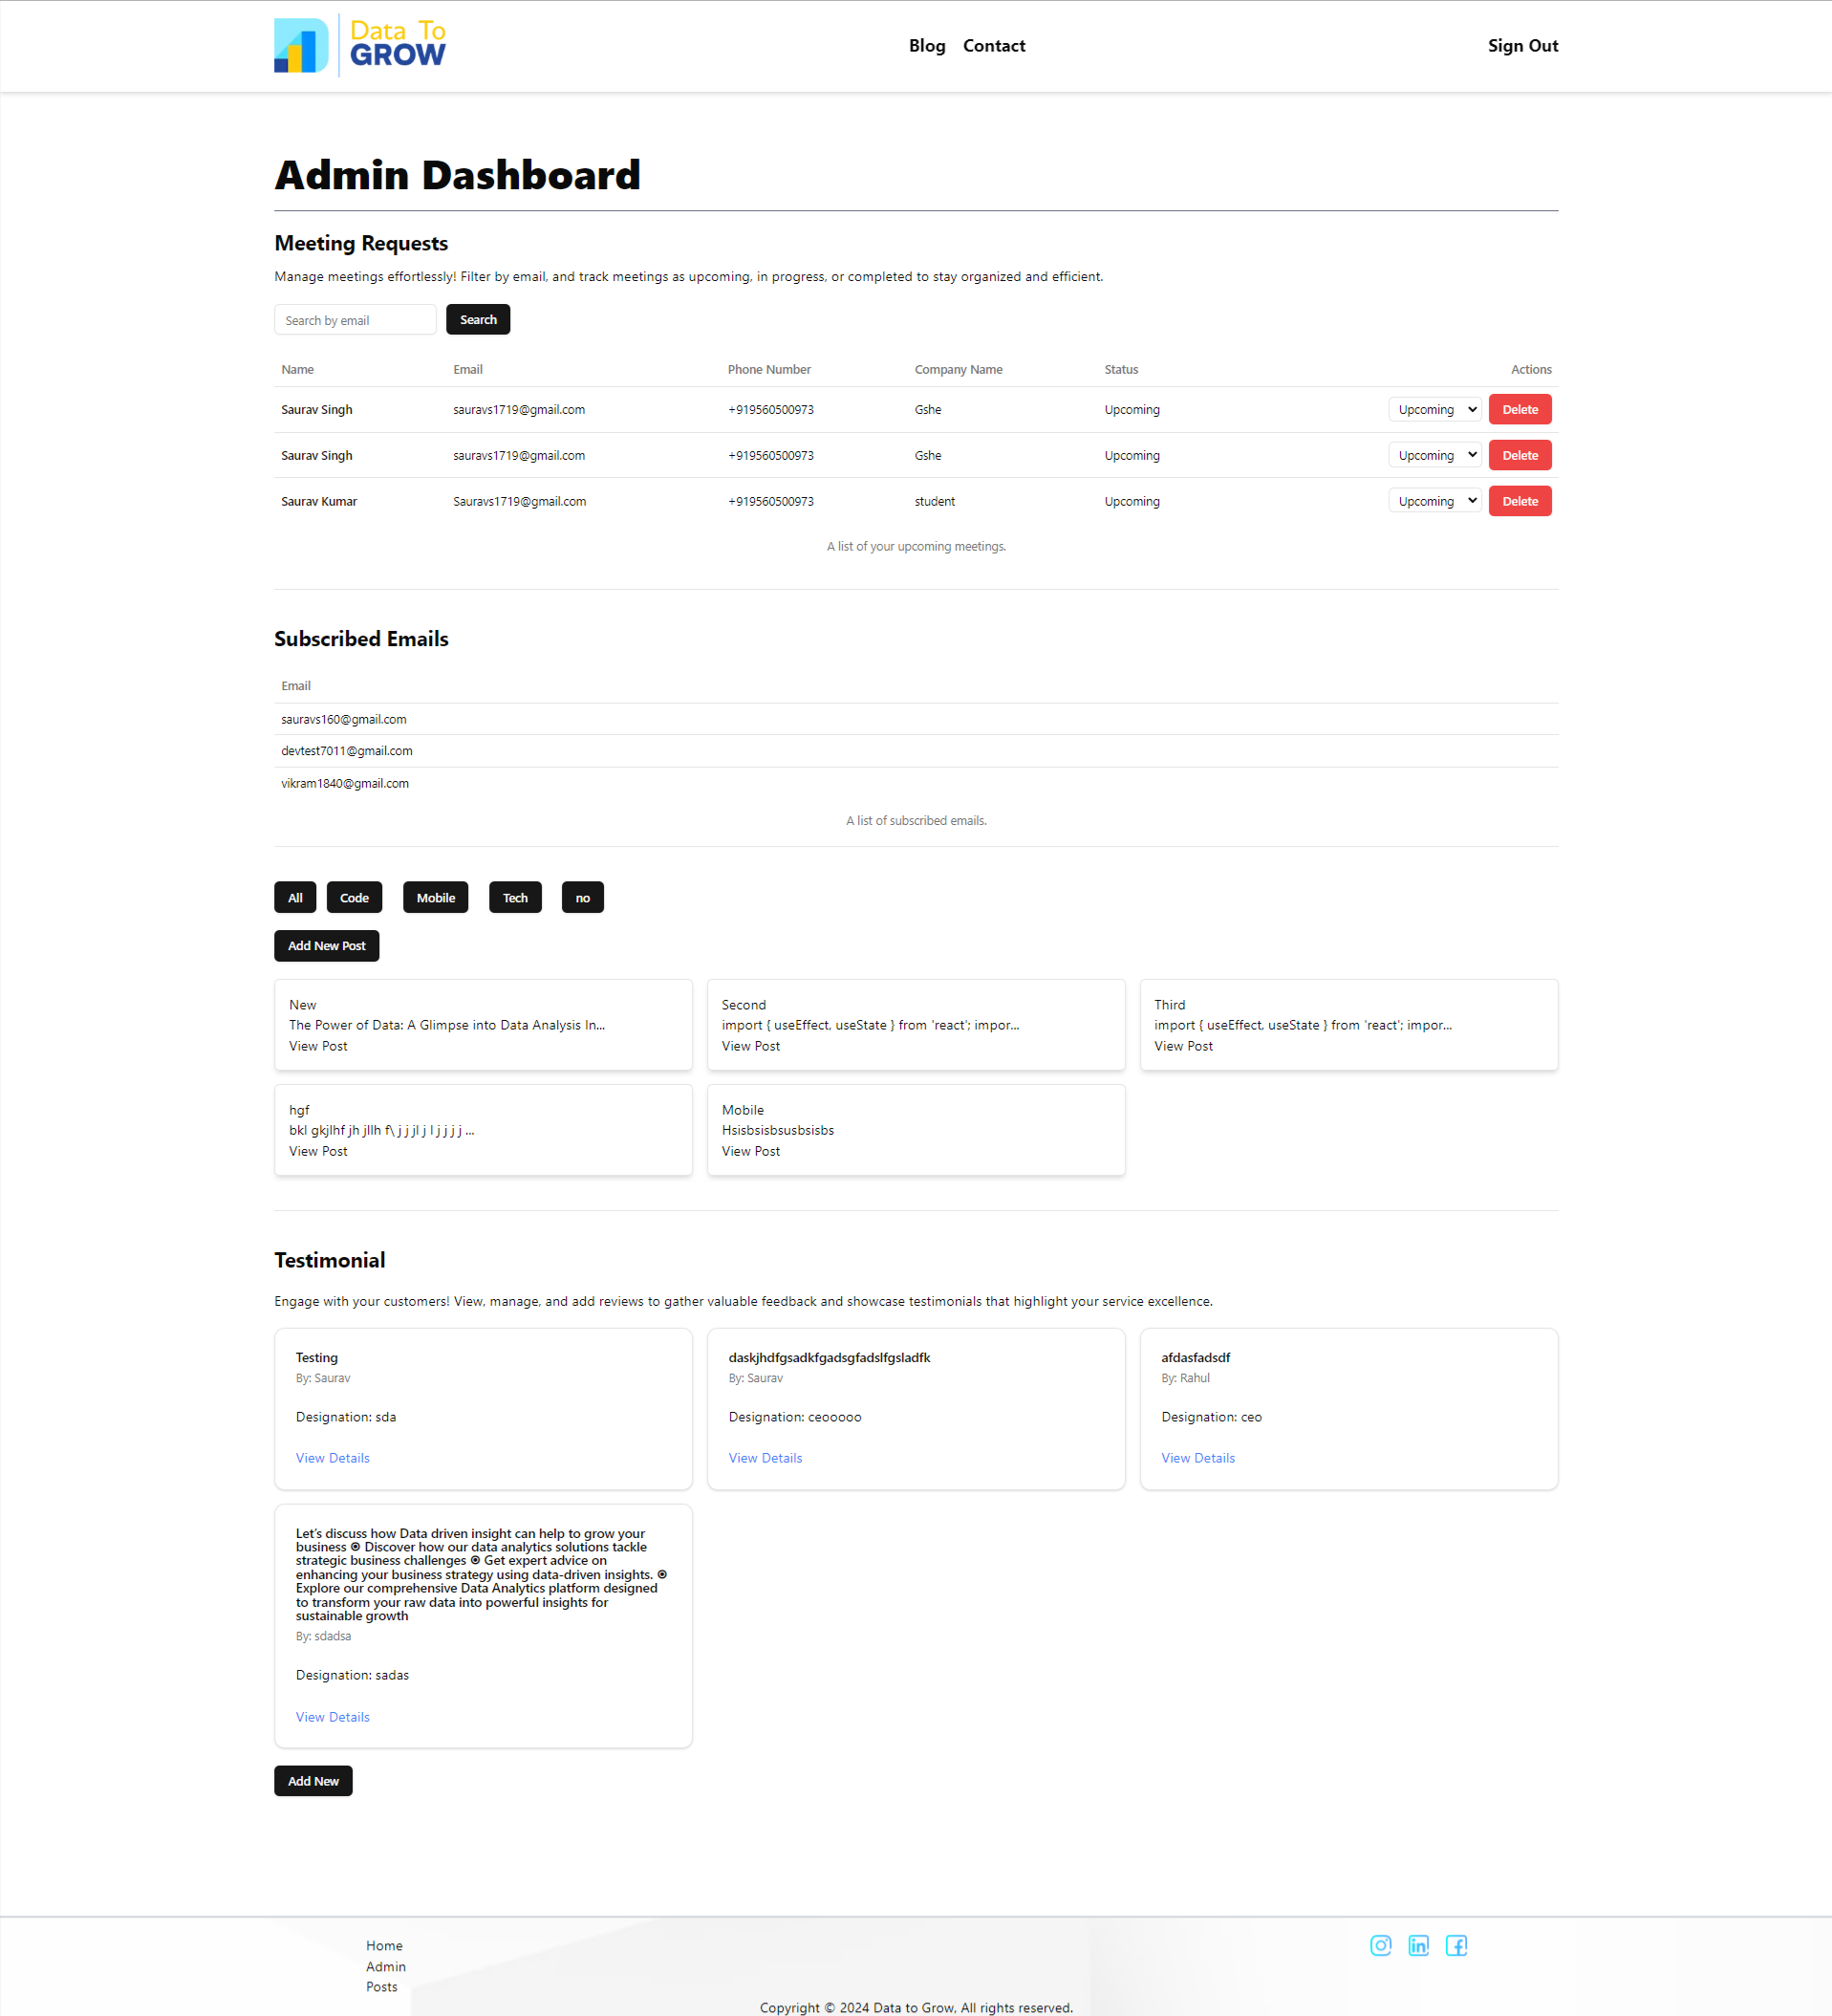 Data To
GROW
Blog Contact Sign Out
Admin Dashboard
Meeting Requests
Manage meetings effortlessly! Filter by email, and track meetings as upcoming, in progress, or completed to stay organized and efficient.
Search by email Search
Name Email Phone Number Company Name Status Actions
Saurav Singh sauravs1719@gmail.com +919560500973 Gshe Upcoming Upcoming Delete
Saurav Singh sauravs1719@gmail.com +919560500973 Gshe Upcoming Upcoming Delete
Saurav Kumar Sauravs1719@gmail.com +919560500973 student Upcoming Upcoming Delete
A list of your upcoming meetings.
Subscribed Emails
Email
sauravs160@gmail.com
devtest7011@gmail.com
vikram1840@gmail.com
A list of subscribed emails.
All Code Mobile Tech no
Add New Post
New
The Power of Data: A Glimpse into Data Analysis In...
View Post
Second
import { useEffect, useState } from 'react'; impor...
View Post
Third
import { useEffect, useState } from 'react'; impor...
View Post
hgf
bkl gkjlhf jh jllh f\ j j jl j l j j j j ...
View Post
Mobile
Hsisbsisbsusbsisbs
View Post
Testimonial
Engage with your customers! View, manage, and add reviews to gather valuable feedback and showcase testimonials that highlight your service excellence.
Testing
By: Saurav
Designation: sda
View Details
daskjhdfgsadkfgadsgfadslfgsladfk
By: Saurav
Designation: ceooooo
View Details
afdasfadsdf
By: Rahul
Designation: ceo
View Details
Let's discuss how Data driven insight can help to grow your
business ⦿ Discover how our data analytics solutions tackle
strategic business challenges ⦿ Get expert advice on
enhancing your business strategy using data-driven insights. ⦿
Explore our comprehensive Data Analytics platform designed
to transform your raw data into powerful insights for
sustainable growth
By: sdadsa
Designation: sadas
View Details
Add New
Home
Admin
Posts
Copyright © 2024 Data to Grow, All rights reserved.